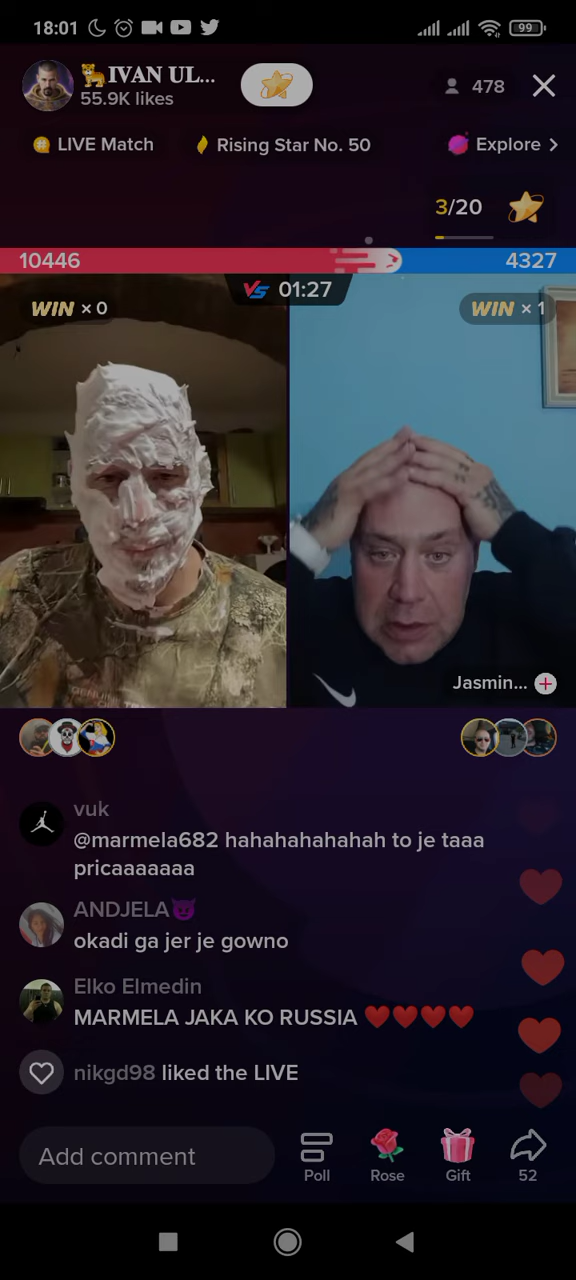 18:01
99
🐆IVAN UL...
55.9K likes
478
LIVE Match
Rising Star No. 50
Explore >
3/20
10446
4327
VS 01:27
WIN × 0
WIN × 1
Jasmin...
vuk
@marmela682 hahahahahahah to je taaa
pricaaaaaaa
ANDJELA😈
okadi ga jer je gowno
Elko Elmedin
MARMELA JAKA KO RUSSIA ❤️❤️❤️❤️
nikgd98 liked the LIVE
Add comment
Poll
Rose
Gift
52